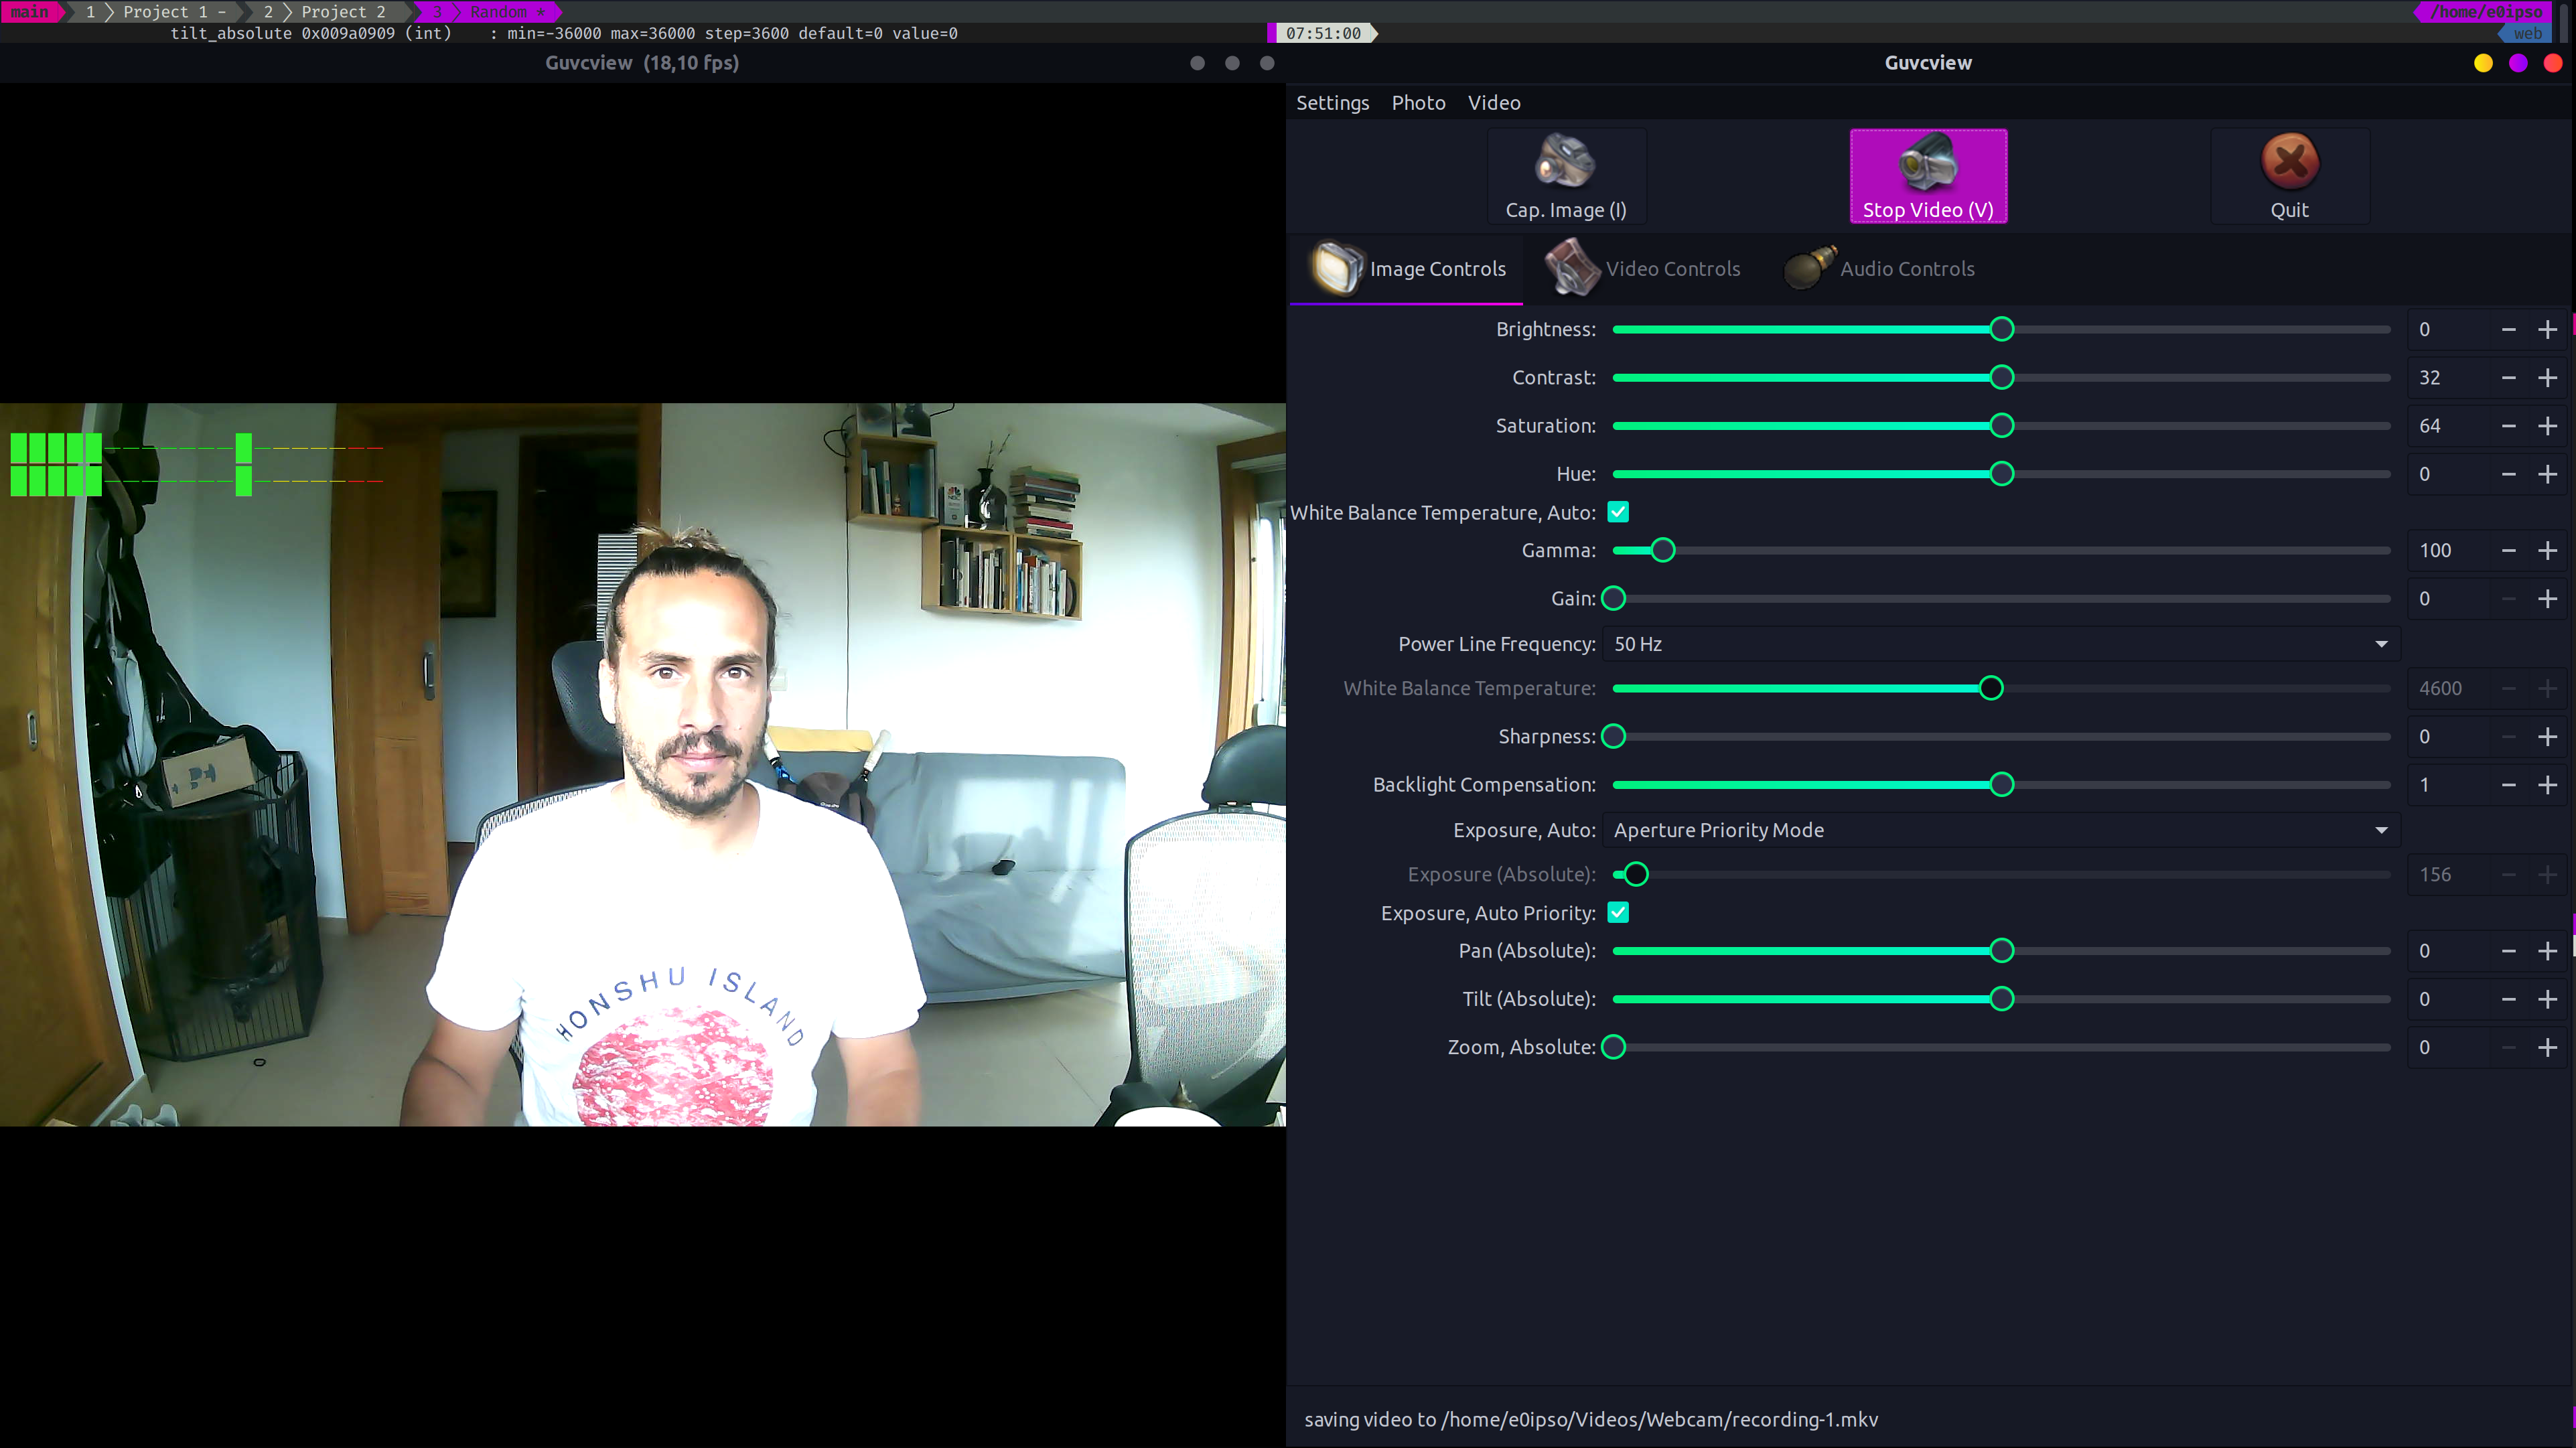 main 1 Project 1 - 2 Project 2 3 Random * /home/e0ipso
tilt_absolute 0x009a0909 (int) : min=-36000 max=36000 step=3600 default=0 value=0 07:51:00 web
Guvcview (18,10 fps)
HONSHU ISLAND
Guvcview
Settings Photo Video
Cap. Image (I) Stop Video (V) Quit
Image Controls Video Controls Audio Controls
Brightness: 0
Contrast: 32
Saturation: 64
Hue: 0
White Balance Temperature, Auto:
Gamma: 100
Gain: 0
Power Line Frequency: 50 Hz
White Balance Temperature: 4600
Sharpness: 0
Backlight Compensation: 1
Exposure, Auto: Aperture Priority Mode
Exposure (Absolute): 156
Exposure, Auto Priority:
Pan (Absolute): 0
Tilt (Absolute): 0
Zoom, Absolute: 0
saving video to /home/e0ipso/Videos/Webcam/recording-1.mkv